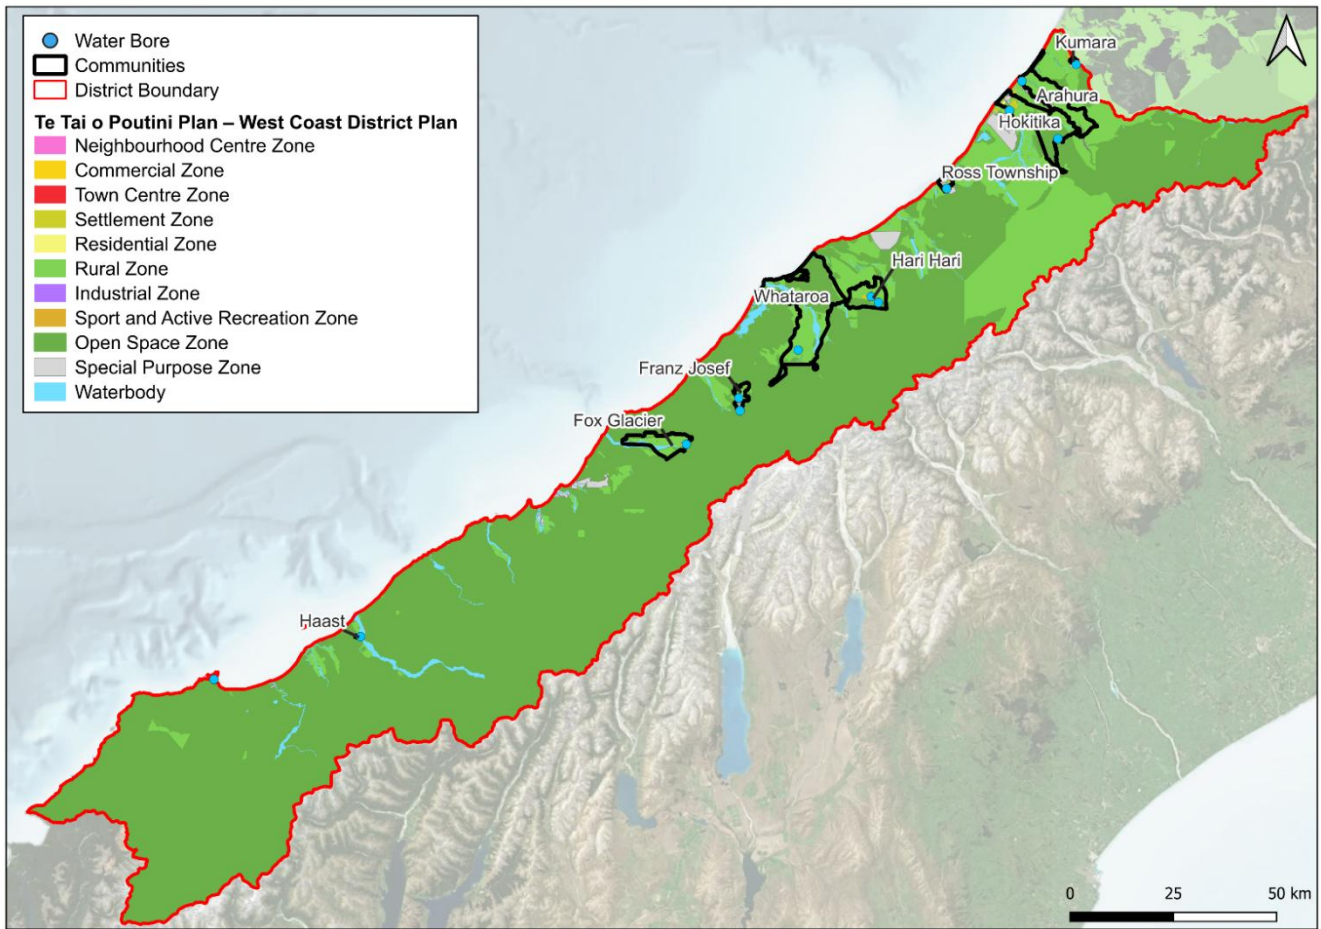 Water Bore
Communities
District Boundary
Te Tai o Poutini Plan – West Coast District Plan
Neighbourhood Centre Zone
Commercial Zone
Town Centre Zone
Settlement Zone
Residential Zone
Rural Zone
Industrial Zone
Sport and Active Recreation Zone
Open Space Zone
Special Purpose Zone
Waterbody
Kumara
Arahura
Hokitika
Ross Township
Hari Hari
Whataroa
Franz Josef
Fox Glacier
Haast
0 25 50 km